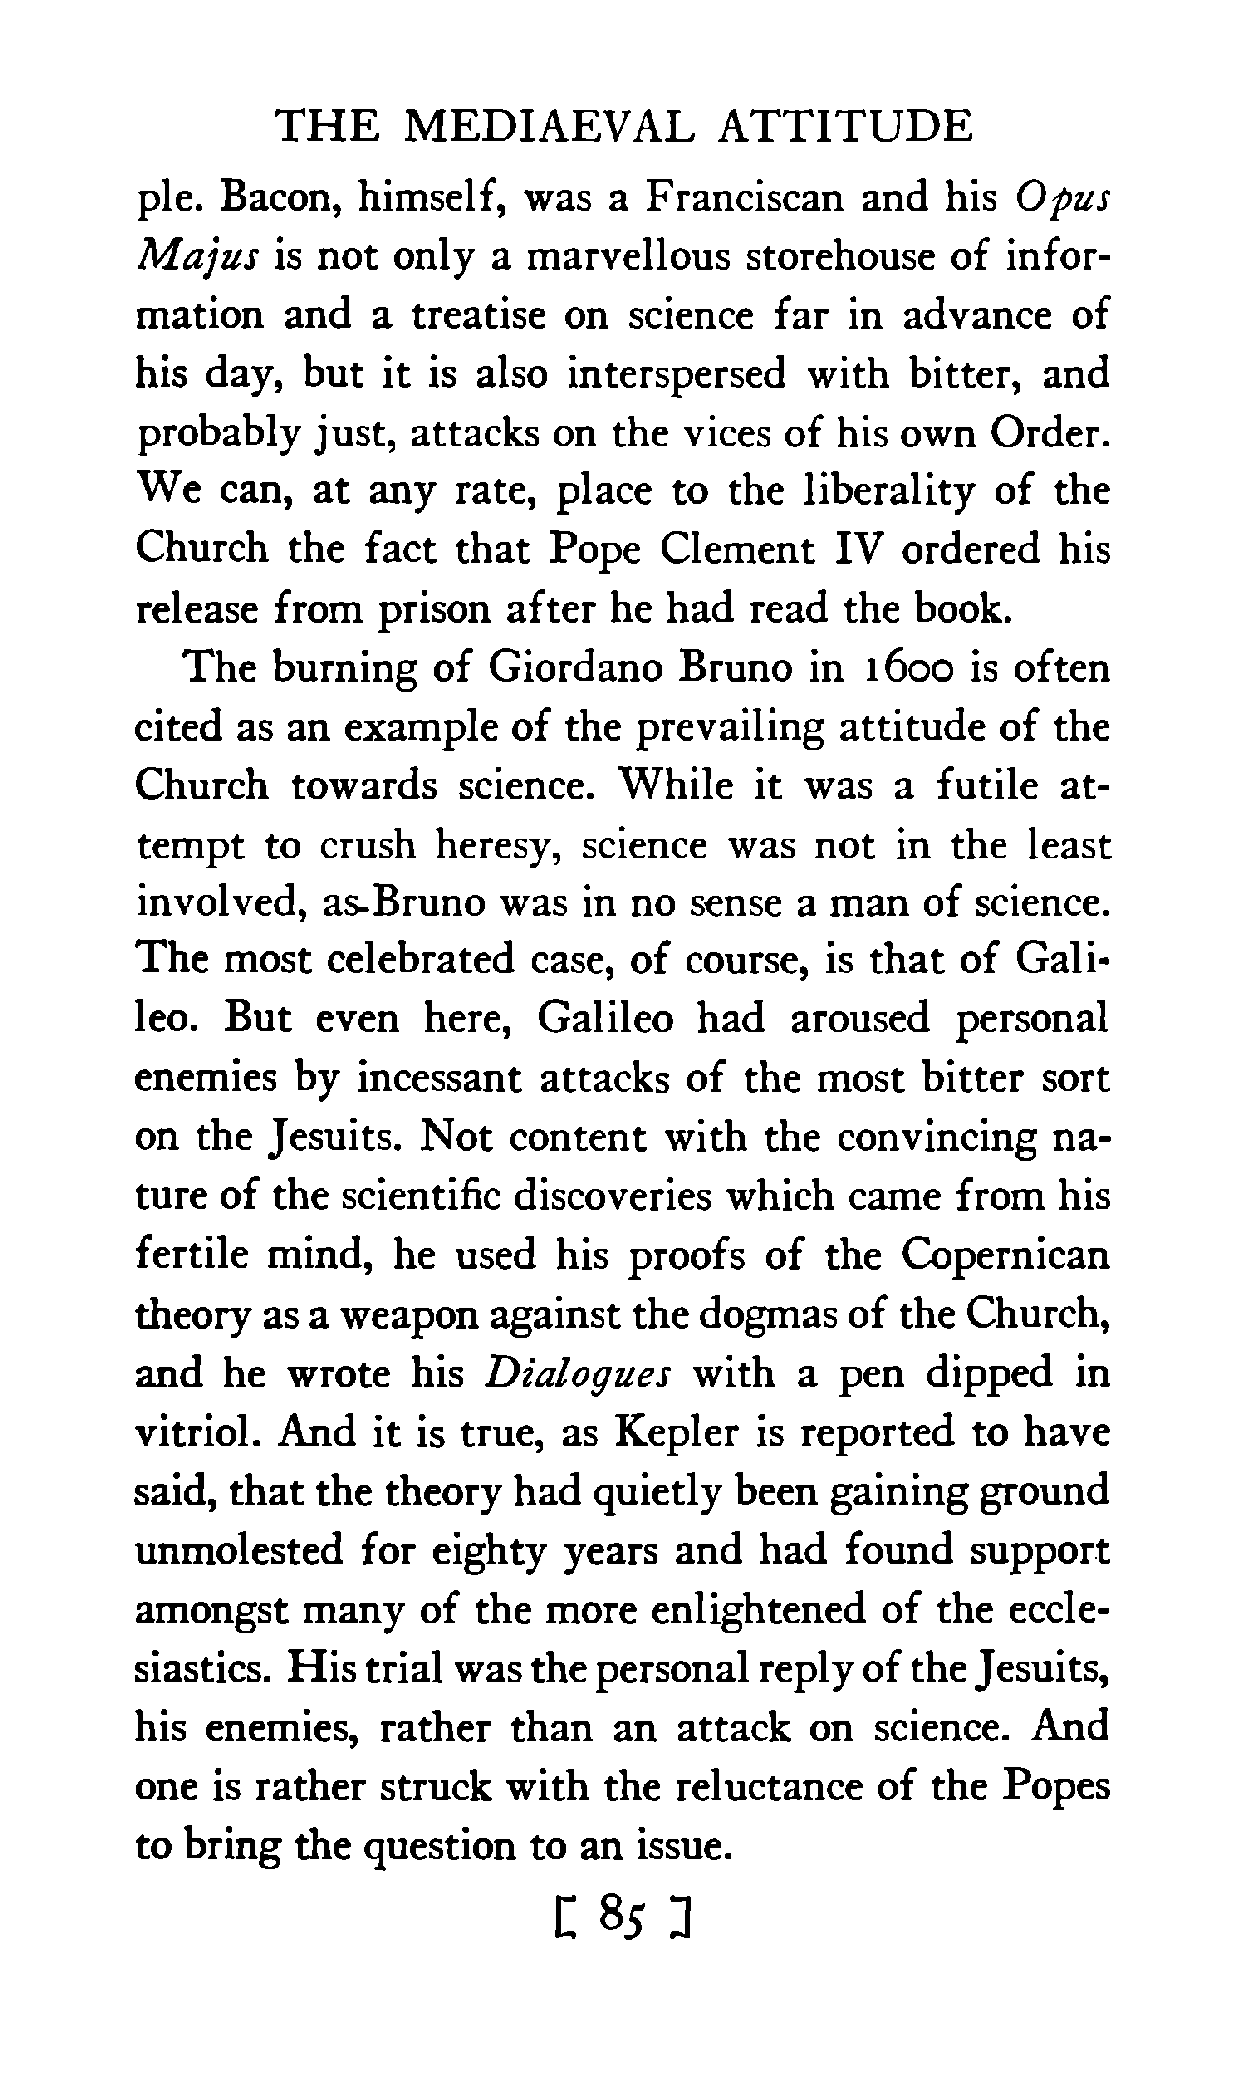 THE MEDIAEVAL ATTITUDE
ple. Bacon, himself, was a Franciscan and his Opus
Majus is not only a marvellous storehouse of infor-
mation and a treatise on science far in advance of
his day, but it is also interspersed with bitter, and
probably just, attacks on the vices of his own Order.
We can, at any rate, place to the liberality of the
Church the fact that Pope Clement IV ordered his
release from prison after he had read the book.
The burning of Giordano Bruno in 1600 is often
cited as an example of the prevailing attitude of the
Church towards science. While it was a futile at-
tempt to crush heresy, science was not in the least
involved, as-Bruno was in no sense a man of science.
The most celebrated case, of course, is that of Gali-
leo. But even here, Galileo had aroused personal
enemies by incessant attacks of the most bitter sort
on the Jesuits. Not content with the convincing na-
ture of the scientific discoveries which came from his
fertile mind, he used his proofs of the Copernican
theory as a weapon against the dogmas of the Church,
and he wrote his Dialogues with a pen dipped in
vitriol. And it is true, as Kepler is reported to have
said, that the theory had quietly been gaining ground
unmolested for eighty years and had found support
amongst many of the more enlightened of the eccle-
siastics. His trial was the personal reply of the Jesuits,
his enemies, rather than an attack on science. And
one is rather struck with the reluctance of the Popes
to bring the question to an issue.
[ 85 ]